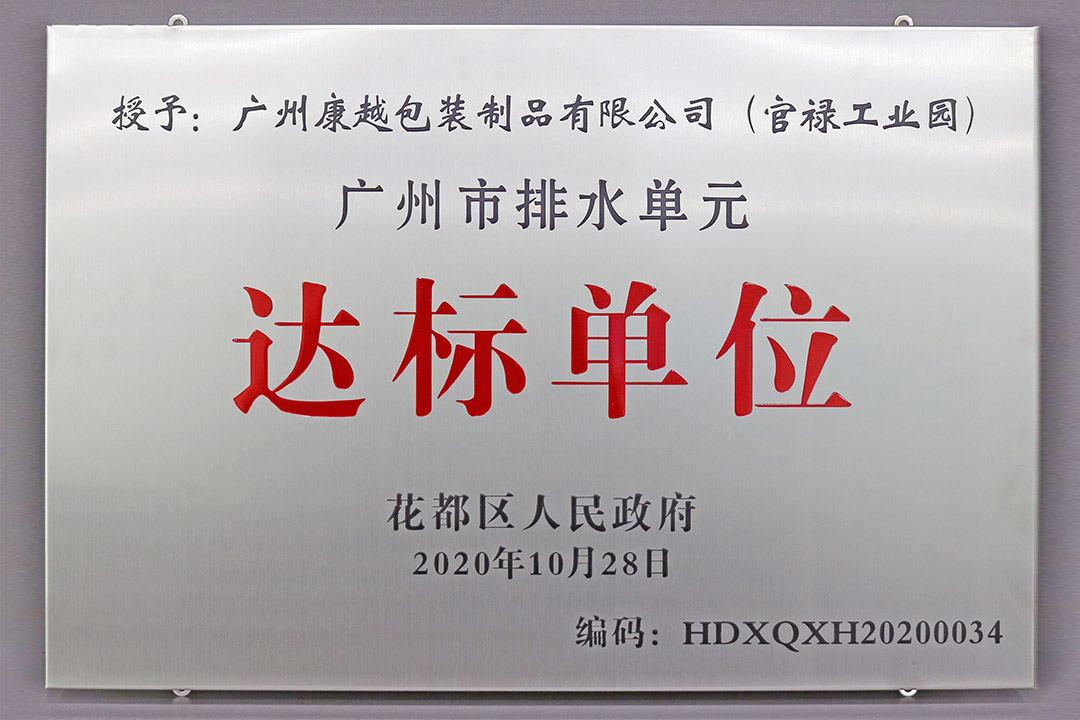 授予：广州康越包装制品有限公司（官禄工业园）
广州市排水单元
达标单位
花都区人民政府
2020年10月28日
编码：HDXQXH20200034